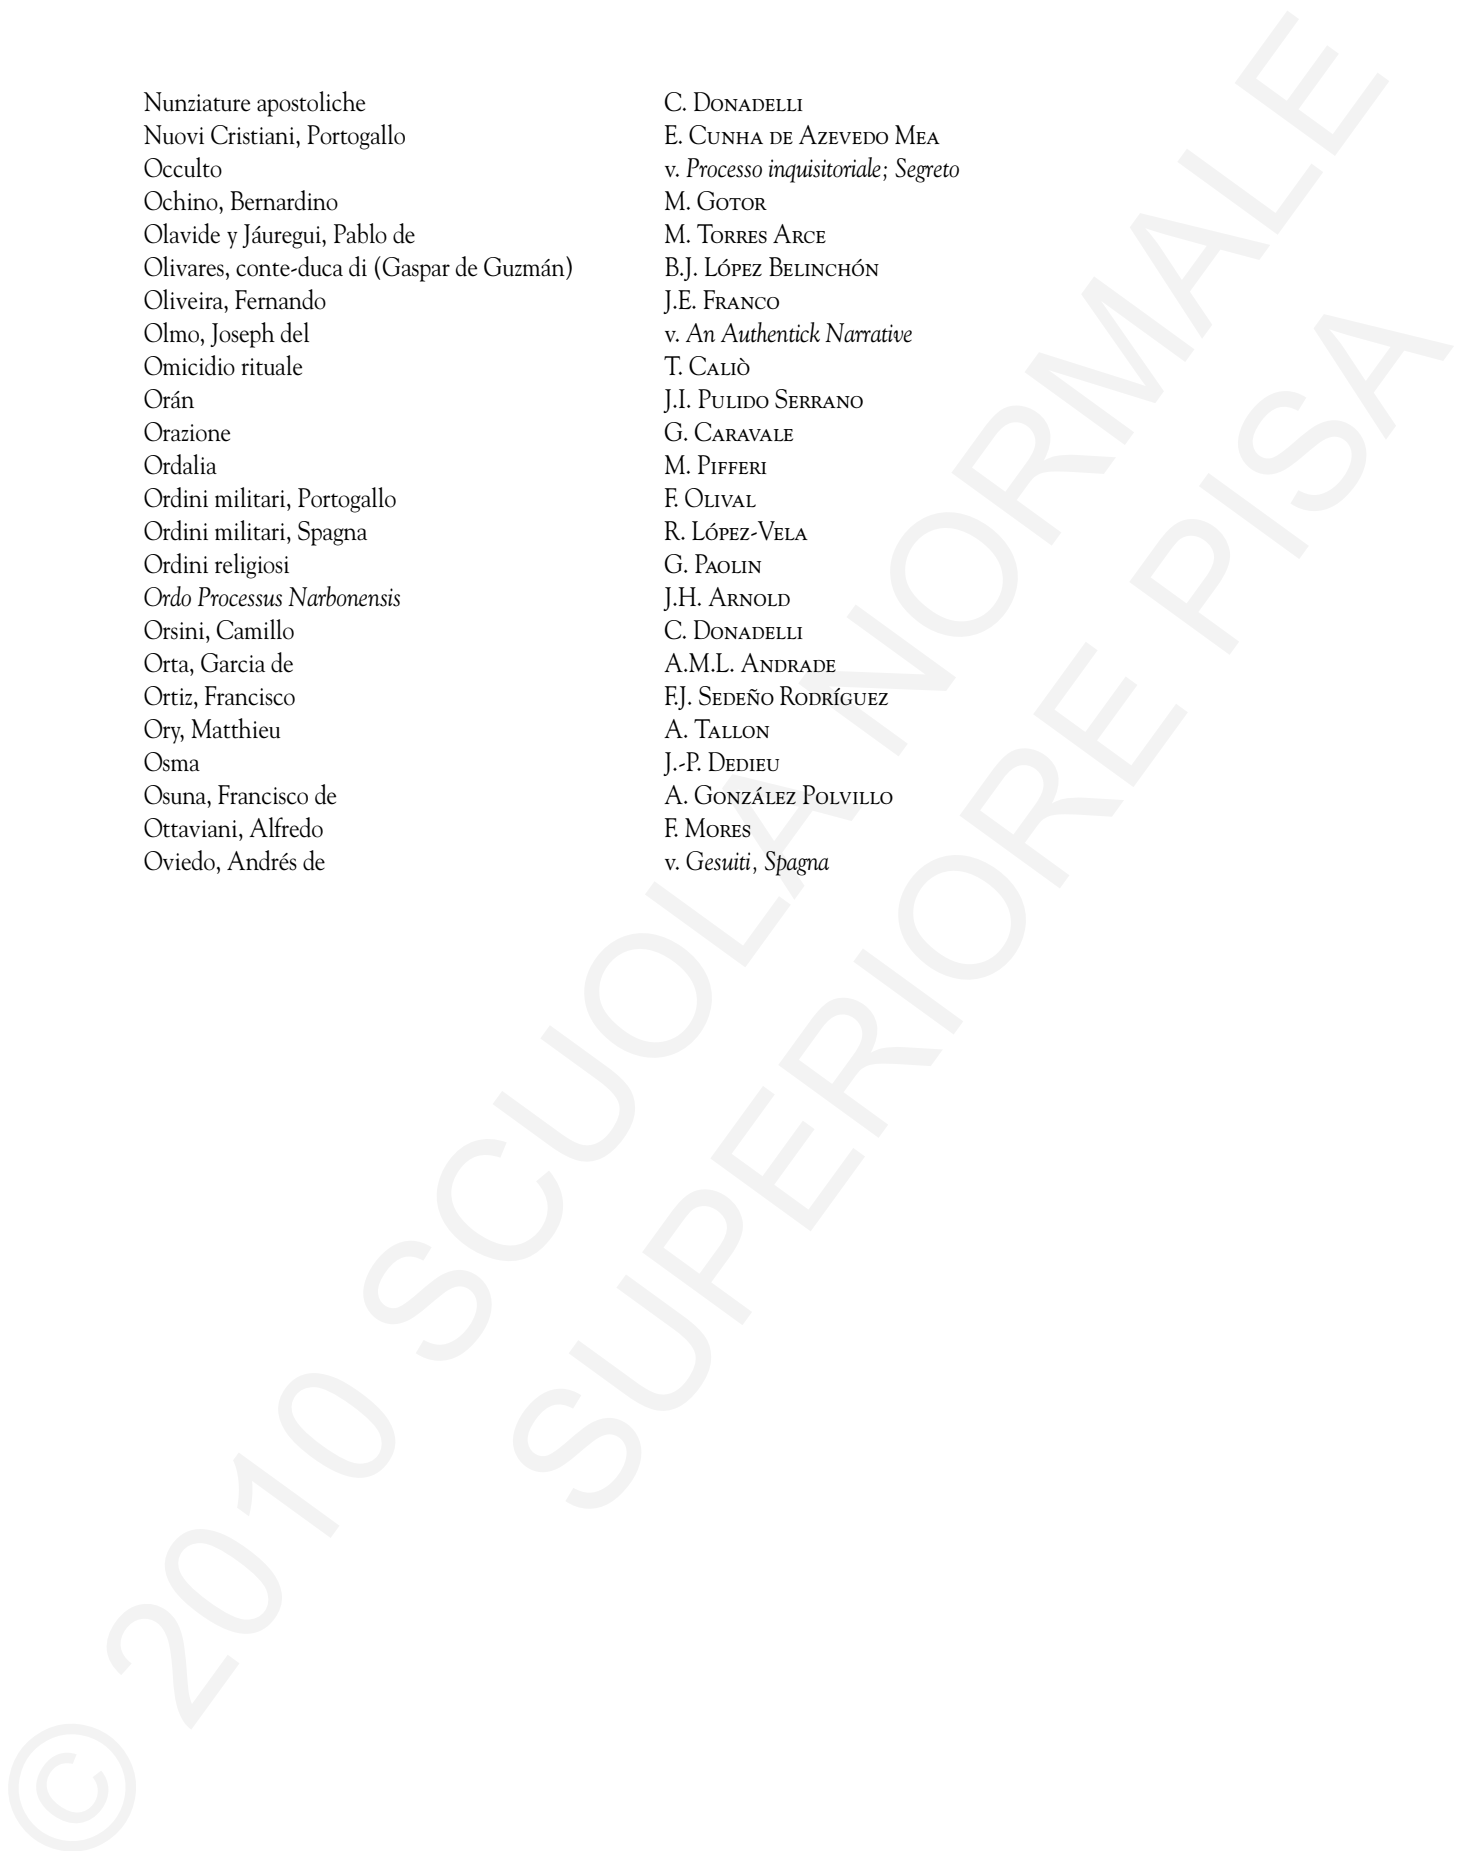 Nunziature apostoliche C. Donadelli
Nuovi Cristiani, Portogallo E. Cunha de Azevedo Mea
Occulto v. Processo inquisitoriale; Segreto
Ochino, Bernardino M. Gotor
Olavide y Jáuregui, Pablo de M. Torres Arce
Olivares, conte-duca di (Gaspar de Guzmán) B.J. López Belinchón
Oliveira, Fernando J.E. Franco
Olmo, Joseph del v. An Authentick Narrative
Omicidio rituale T. Caliò
Orán J.I. Pulido Serrano
Orazione G. Caravale
Ordalia M. Pifferi
Ordini militari, Portogallo F. Olival
Ordini militari, Spagna R. López-Vela
Ordini religiosi G. Paolin
Ordo Processus Narbonensis J.H. Arnold
Orsini, Camillo C. Donadelli
Orta, Garcia de A.M.L. Andrade
Ortiz, Francisco F.J. Sedeño Rodríguez
Ory, Matthieu A. Tallon
Osma J.-P. Dedieu
Osuna, Francisco de A. González Polvillo
Ottaviani, Alfredo F. Mores
Oviedo, Andrés de v. Gesuiti, Spagna
© 2010 SCUOLA NORMALE
SUPERIORE PISA